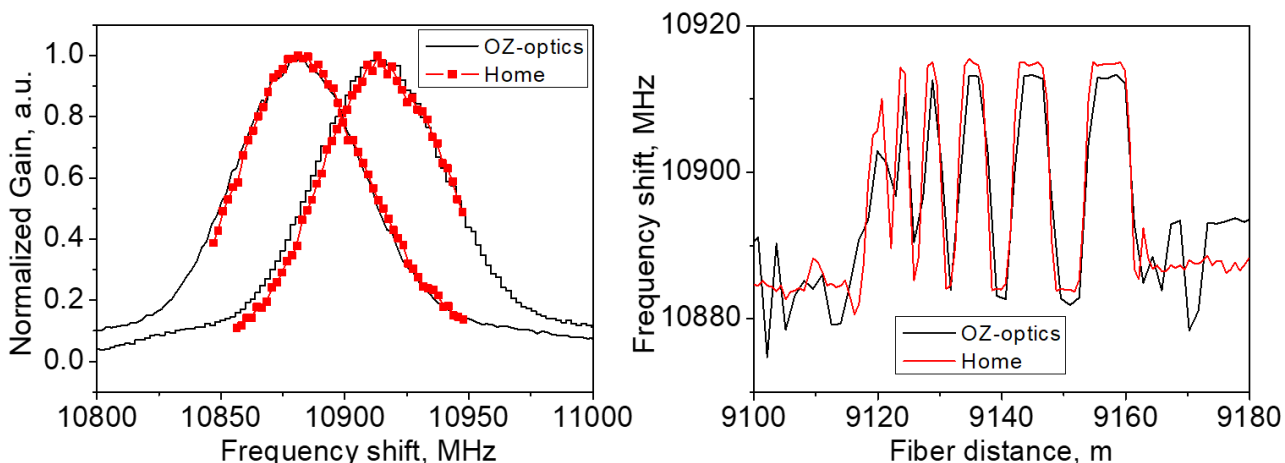 Normalized Gain, a.u.
1.0
0.8
0.6
0.4
0.2
0.0
OZ-optics
Home
10800 10850 10900 10950 11000
Frequency shift, MHz
Frequency shift, MHz
10920
10900
10880
OZ-optics
Home
9100 9120 9140 9160 9180
Fiber distance, m